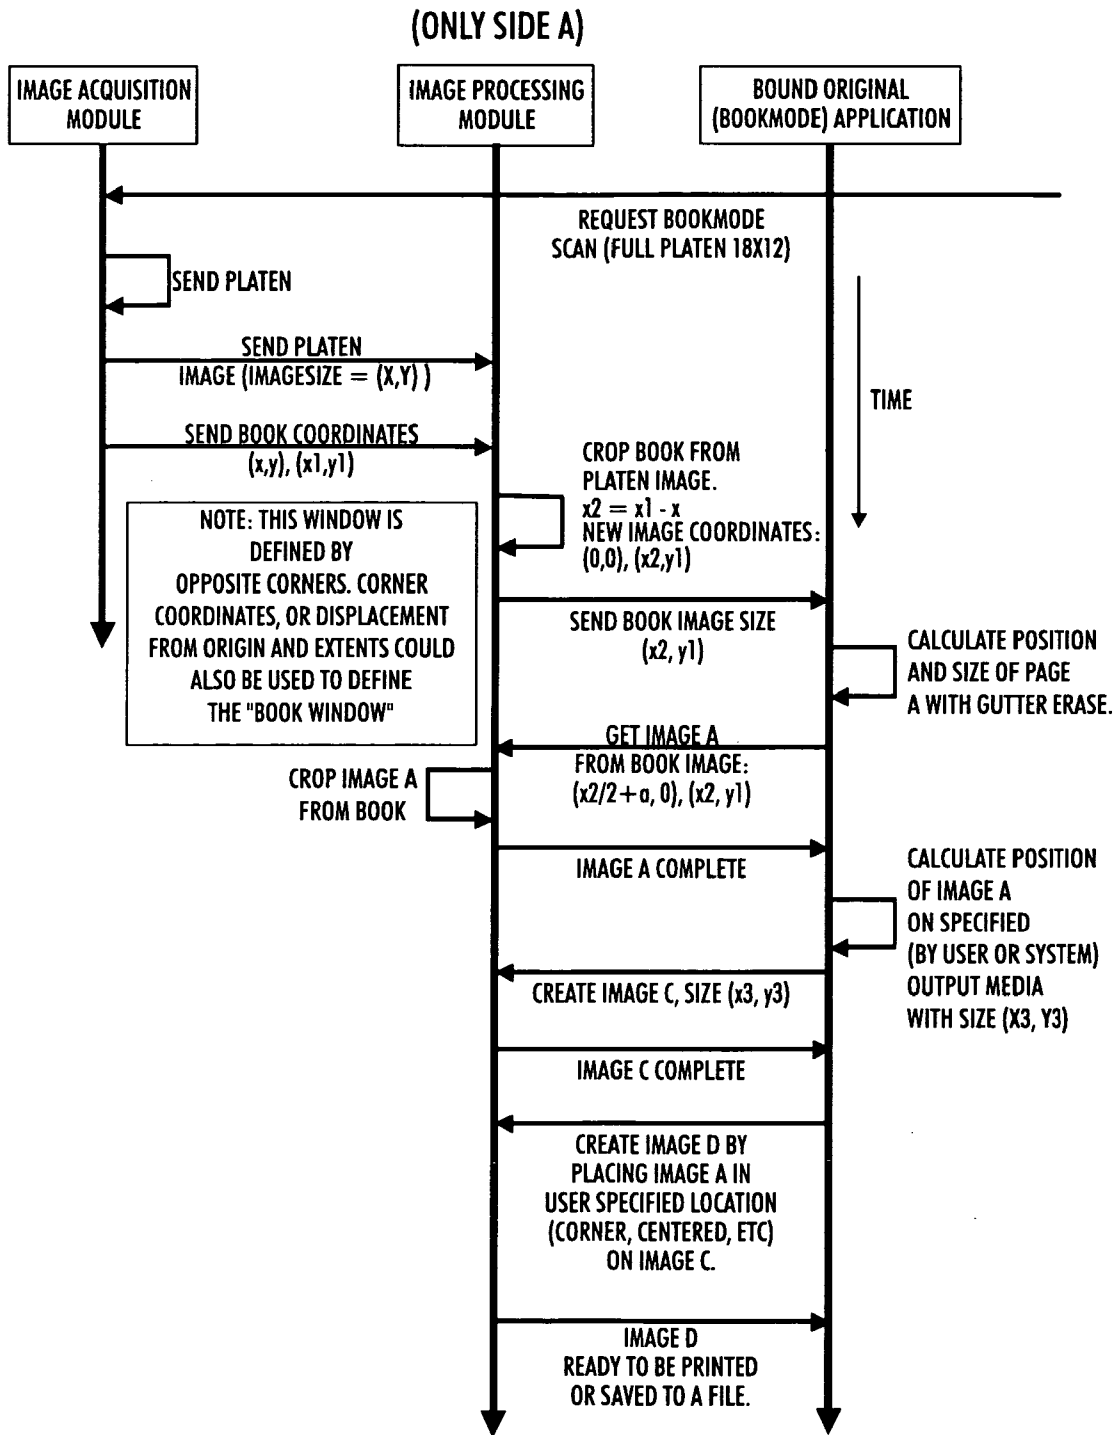 (ONLY SIDE A)
IMAGE ACQUISITION
MODULE
IMAGE PROCESSING
MODULE
BOUND ORIGINAL
(BOOKMODE) APPLICATION
REQUEST BOOKMODE
SCAN (FULL PLATEN 18X12)
SEND PLATEN
TIME
SEND PLATEN
IMAGE (IMAGESIZE = (X,Y) )
SEND BOOK COORDINATES
(x,y), (x1,y1)
CROP BOOK FROM
PLATEN IMAGE.
x2 = x1 - x
NEW IMAGE COORDINATES:
(0,0), (x2,y1)
NOTE: THIS WINDOW IS
DEFINED BY
OPPOSITE CORNERS. CORNER
COORDINATES, OR DISPLACEMENT
FROM ORIGIN AND EXTENTS COULD
ALSO BE USED TO DEFINE
THE "BOOK WINDOW"
SEND BOOK IMAGE SIZE
(x2, y1)
CALCULATE POSITION
AND SIZE OF PAGE
A WITH GUTTER ERASE.
GET IMAGE A
FROM BOOK IMAGE:
(x2/2+a, 0), (x2, y1)
CROP IMAGE A
FROM BOOK
IMAGE A COMPLETE
CALCULATE POSITION
OF IMAGE A
ON SPECIFIED
(BY USER OR SYSTEM)
OUTPUT MEDIA
WITH SIZE (X3, Y3)
CREATE IMAGE C, SIZE (x3, y3)
IMAGE C COMPLETE
CREATE IMAGE D BY
PLACING IMAGE A IN
USER SPECIFIED LOCATION
(CORNER, CENTERED, ETC)
ON IMAGE C.
IMAGE D
READY TO BE PRINTED
OR SAVED TO A FILE.